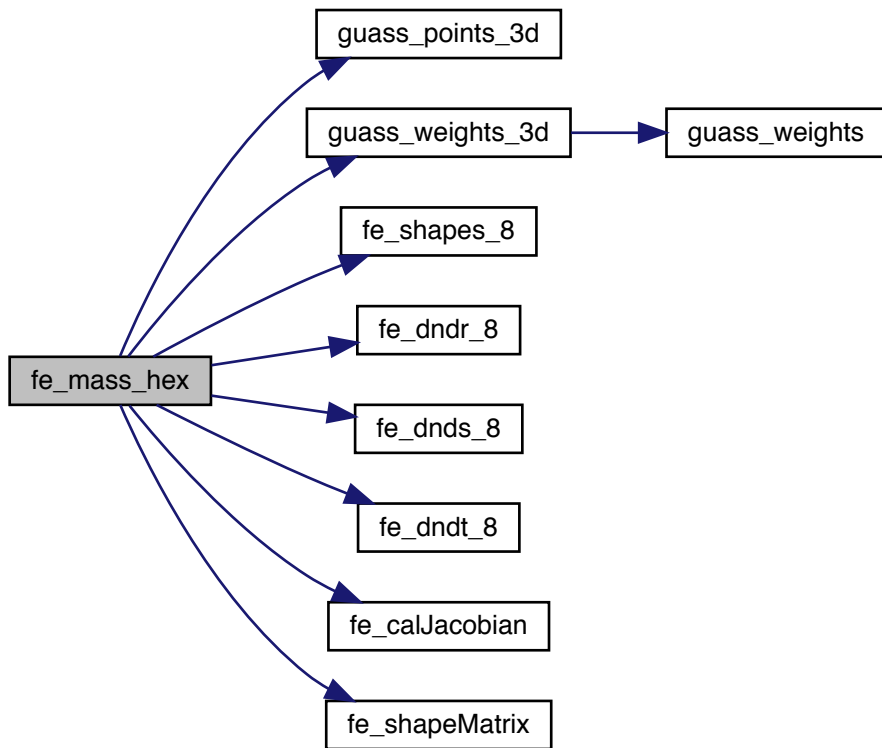 guass_points_3d
guass_weights_3d
guass_weights
fe_shapes_8
fe_dndr_8
fe_mass_hex
fe_dnds_8
fe_dndt_8
fe_calJacobian
fe_shapeMatrix